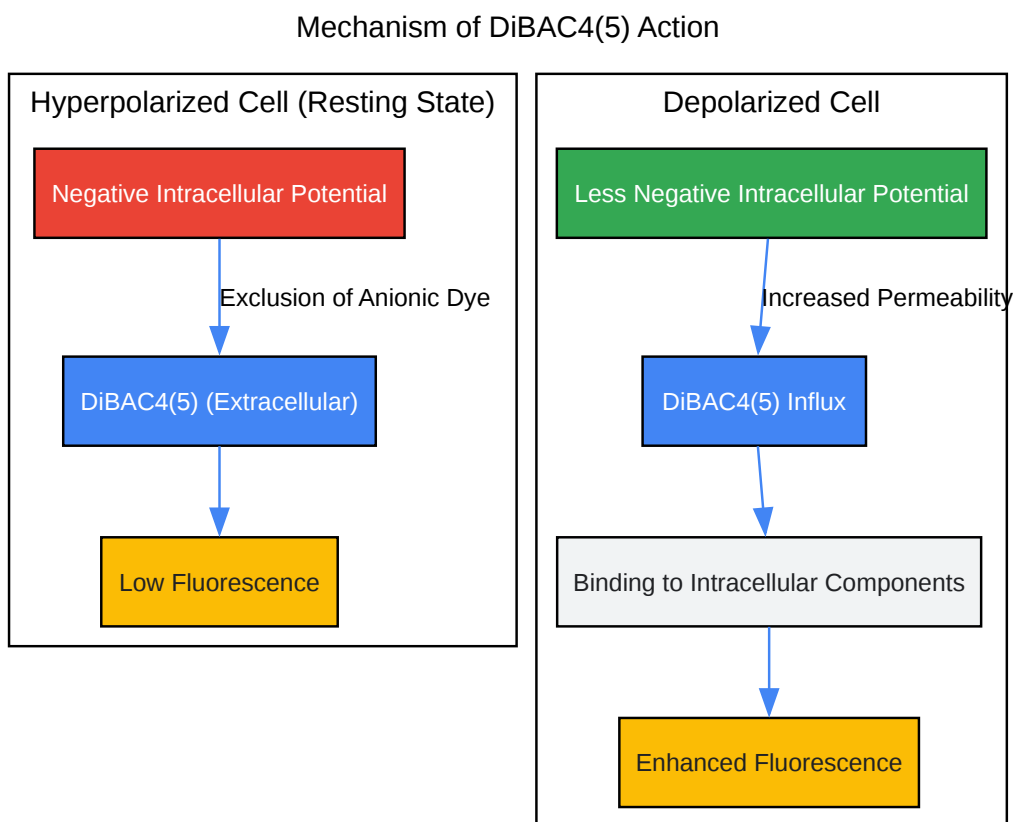 Mechanism of DiBAC4(5) Action
Hyperpolarized Cell (Resting State)
Negative Intracellular Potential
Exclusion of Anionic Dye
DiBAC4(5) (Extracellular)
Low Fluorescence
Depolarized Cell
Less Negative Intracellular Potential
Increased Permeability
DiBAC4(5) Influx
Binding to Intracellular Components
Enhanced Fluorescence